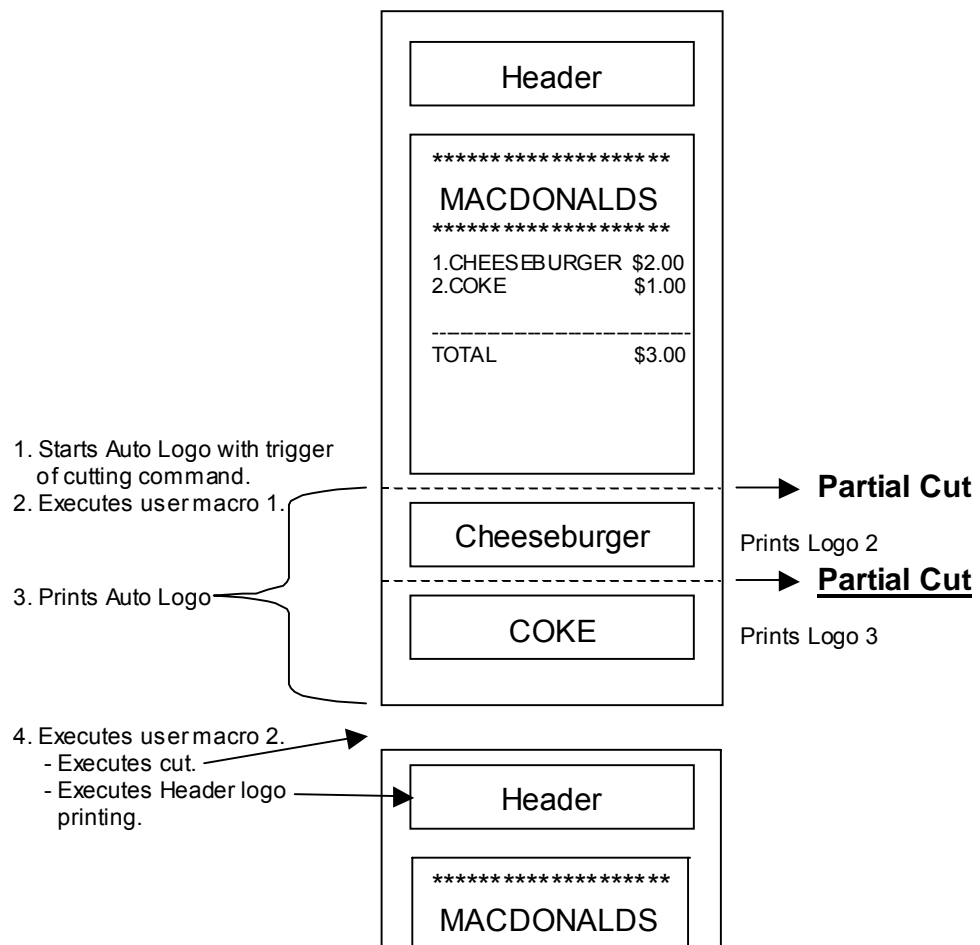 Header
********************
MACDONALDS
********************
1.CHEESEBURGER $2.00
2.COKE $1.00
--------------------------------------
TOTAL $3.00
1. Starts Auto Logo with trigger
of cutting command.
2. Executes user macro 1.
3. Prints Auto Logo
Partial Cut
Cheeseburger
Prints Logo 2
Partial Cut
COKE
Prints Logo 3
4. Executes user macro 2.
- Executes cut.
- Executes Header logo
printing.
Header
********************
MACDONALDS